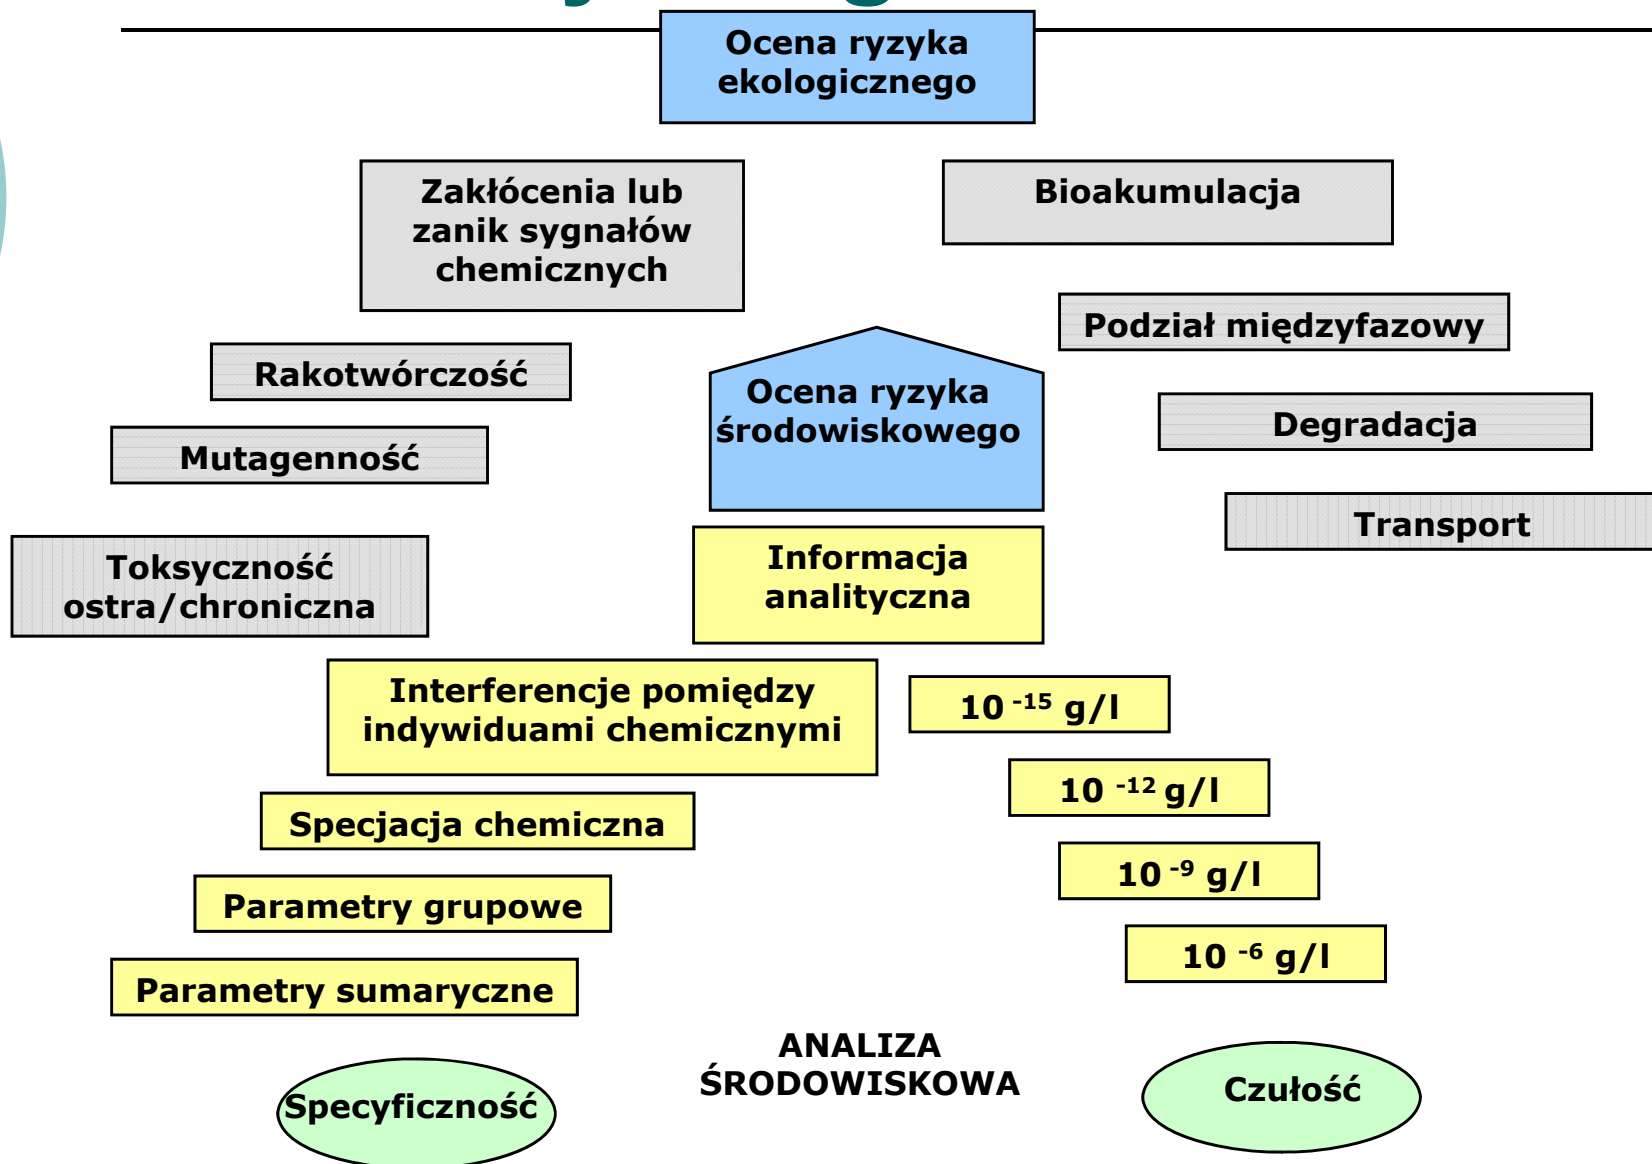 Ocena ryzyka
ekologicznego
Zakłócenia lub
zanik sygnałów
chemicznych
Bioakumulacja
Podział międzyfazowy
Rakotwórczość
Ocena ryzyka
środowiskowego
Degradacja
Mutagenność
Transport
Toksyczność
ostra/chroniczna
Informacja
analityczna
Interferencje pomiędzy
indywiduami chemicznymi
10 -15 g/l
10 -12 g/l
Specjacja chemiczna
10 -9 g/l
Parametry grupowe
10 -6 g/l
Parametry sumaryczne
ANALIZA
ŚRODOWISKOWA
Specyficzność
Czułość